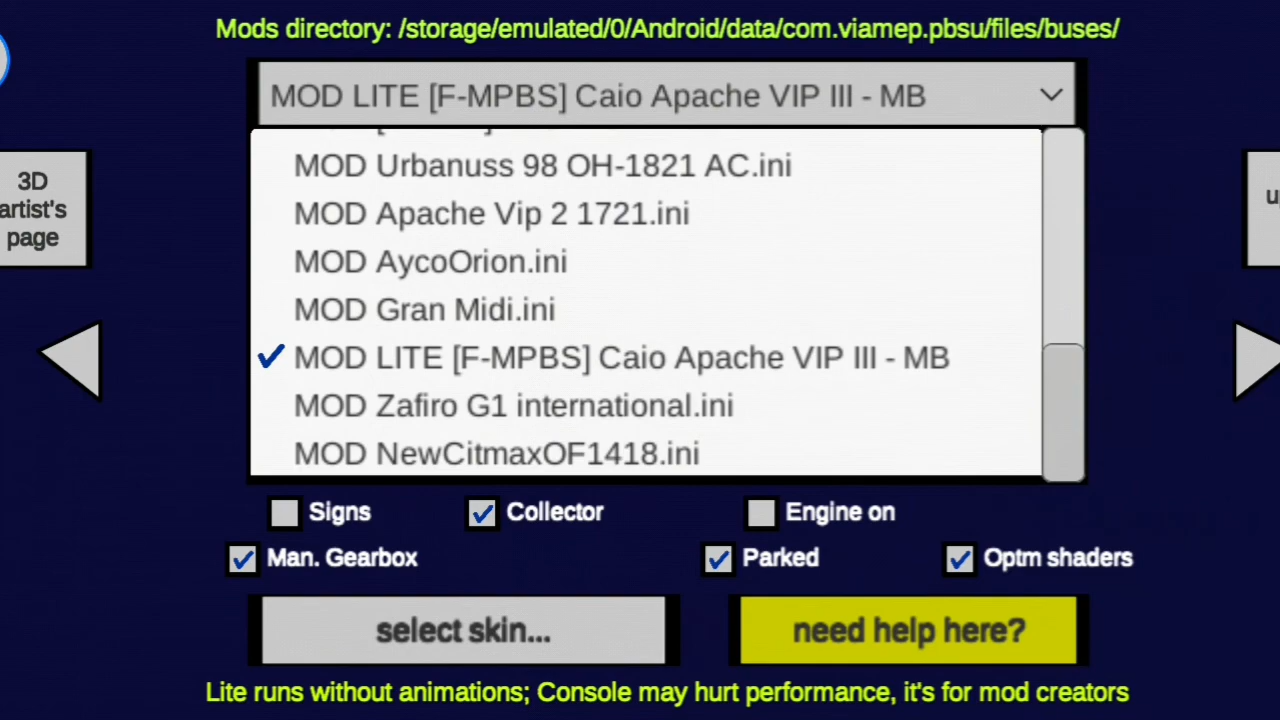 Mods directory: /storage/emulated/0/Android/data/com.viamep.pbsu/files/buses/
MOD LITE [F-MPBS] Caio Apache VIP III - MB
MOD Urbanuss 98 OH-1821 AC.ini
3D
artist's
page
MOD Apache Vip 2 1721.ini
MOD AycoOrion.ini
MOD Gran Midi.ini
MOD LITE [F-MPBS] Caio Apache VIP III - MB
MOD Zafiro G1 international.ini
MOD NewCitmaxOF1418.ini
Signs Collector Engine on
Man. Gearbox Parked Optm shaders
select skin... need help here?
Lite runs without animations; Console may hurt performance, it's for mod creators